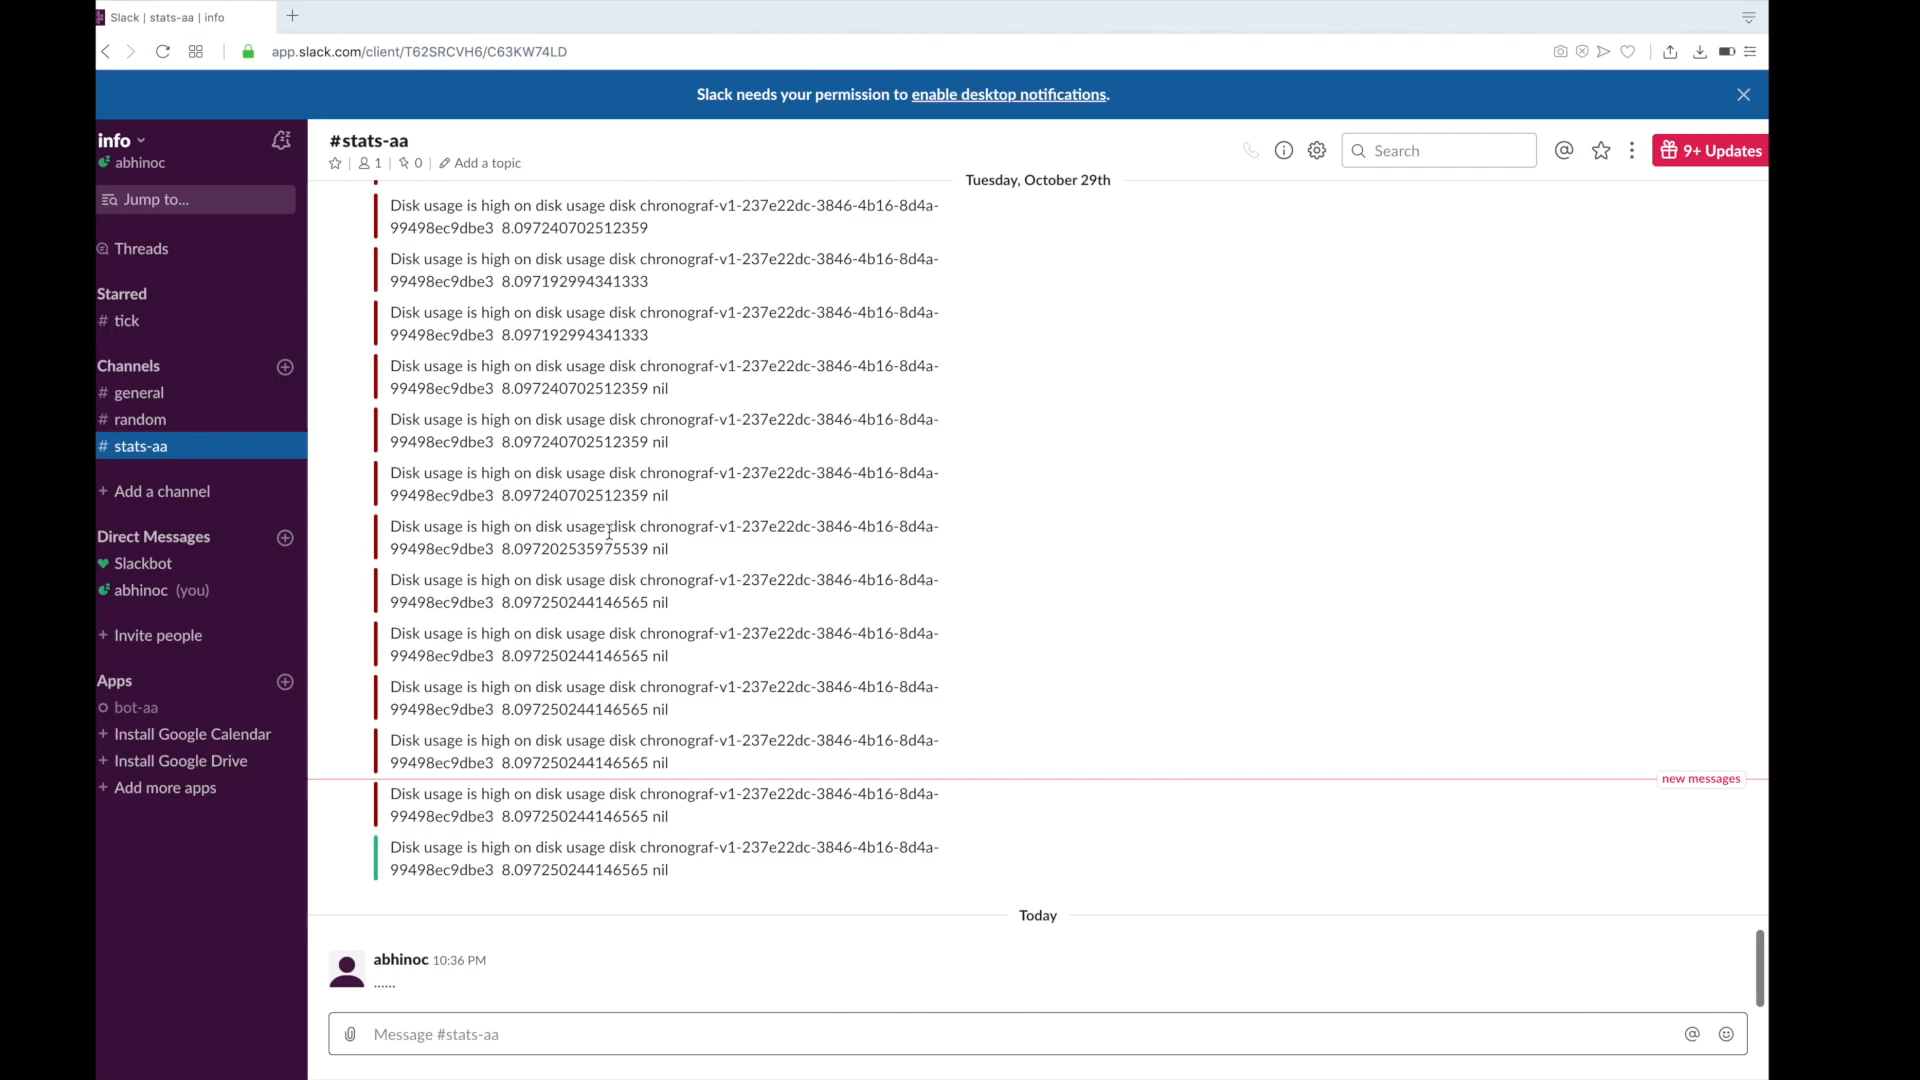 Slack | stats-aa | info
app.slack.com/client/T62SRCVH6/C63KW74LD
Slack needs your permission to enable desktop notifications.
info
abhinoc
Jump to...
Threads
Starred
# tick
Channels
# general
# random
# stats-aa
+ Add a channel
Direct Messages
Slackbot
abhinoc (you)
+ Invite people
Apps
bot-aa
+ Install Google Calendar
+ Install Google Drive
+ Add more apps
#stats-aa
1 | 0 | Add a topic
Search
9+ Updates
Tuesday, October 29th
Disk usage is high on disk usage disk chronograf-v1-237e22dc-3846-4b16-8d4a-
99498ec9dbe3 8.097240702512359
Disk usage is high on disk usage disk chronograf-v1-237e22dc-3846-4b16-8d4a-
99498ec9dbe3 8.097192994341333
Disk usage is high on disk usage disk chronograf-v1-237e22dc-3846-4b16-8d4a-
99498ec9dbe3 8.097192994341333
Disk usage is high on disk usage disk chronograf-v1-237e22dc-3846-4b16-8d4a-
99498ec9dbe3 8.097240702512359 nil
Disk usage is high on disk usage disk chronograf-v1-237e22dc-3846-4b16-8d4a-
99498ec9dbe3 8.097240702512359 nil
Disk usage is high on disk usage disk chronograf-v1-237e22dc-3846-4b16-8d4a-
99498ec9dbe3 8.097240702512359 nil
Disk usage is high on disk usage disk chronograf-v1-237e22dc-3846-4b16-8d4a-
99498ec9dbe3 8.097202535975539 nil
Disk usage is high on disk usage disk chronograf-v1-237e22dc-3846-4b16-8d4a-
99498ec9dbe3 8.097250244146565 nil
Disk usage is high on disk usage disk chronograf-v1-237e22dc-3846-4b16-8d4a-
99498ec9dbe3 8.097250244146565 nil
Disk usage is high on disk usage disk chronograf-v1-237e22dc-3846-4b16-8d4a-
99498ec9dbe3 8.097250244146565 nil
Disk usage is high on disk usage disk chronograf-v1-237e22dc-3846-4b16-8d4a-
99498ec9dbe3 8.097250244146565 nil
new messages
Disk usage is high on disk usage disk chronograf-v1-237e22dc-3846-4b16-8d4a-
99498ec9dbe3 8.097250244146565 nil
Disk usage is high on disk usage disk chronograf-v1-237e22dc-3846-4b16-8d4a-
99498ec9dbe3 8.097250244146565 nil
Today
abhinoc 10:36 PM
......
Message #stats-aa